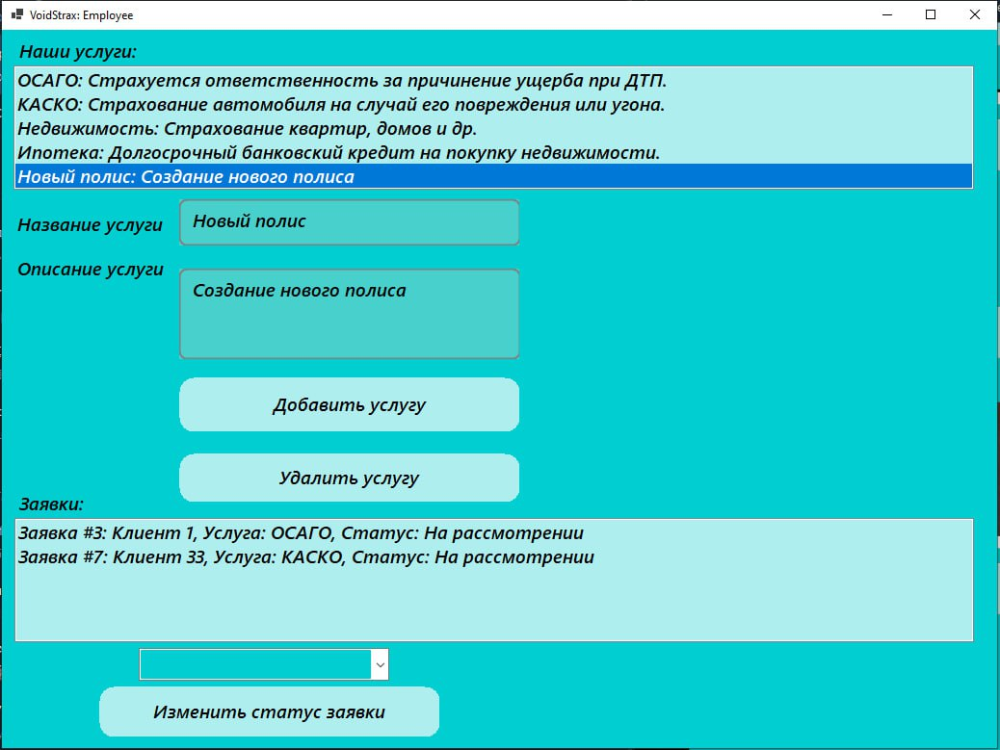 VoidStrax: Employee
Наши услуги:
ОСАГО: Страхуется ответственность за причинение ущерба при ДТП.
КАСКО: Страхование автомобиля на случай его повреждения или угона.
Недвижимость: Страхование квартир, домов и др.
Ипотека: Долгосрочный банковский кредит на покупку недвижимости.
Новый полис: Создание нового полиса
Название услуги
Новый полис
Описание услуги
Создание нового полиса
Добавить услугу
Удалить услугу
Заявки:
Заявка #3: Клиент 1, Услуга: ОСАГО, Статус: На рассмотрении
Заявка #7: Клиент 33, Услуга: КАСКО, Статус: На рассмотрении
Изменить статус заявки